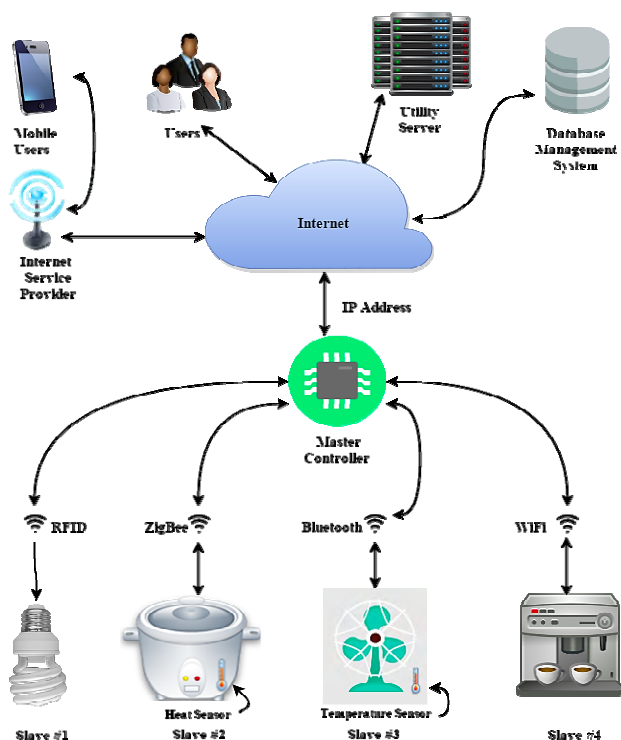 Mobile
Users
Users
Utility
Server
Database
Management
System
Internet
Internet
Service
Provider
IP Address
Master
Controller
RFID
ZigBee
Bluetooth
WiFi
Heat Sensor
Temperature Sensor
Slave #1
Slave #2
Slave #3
Slave #4